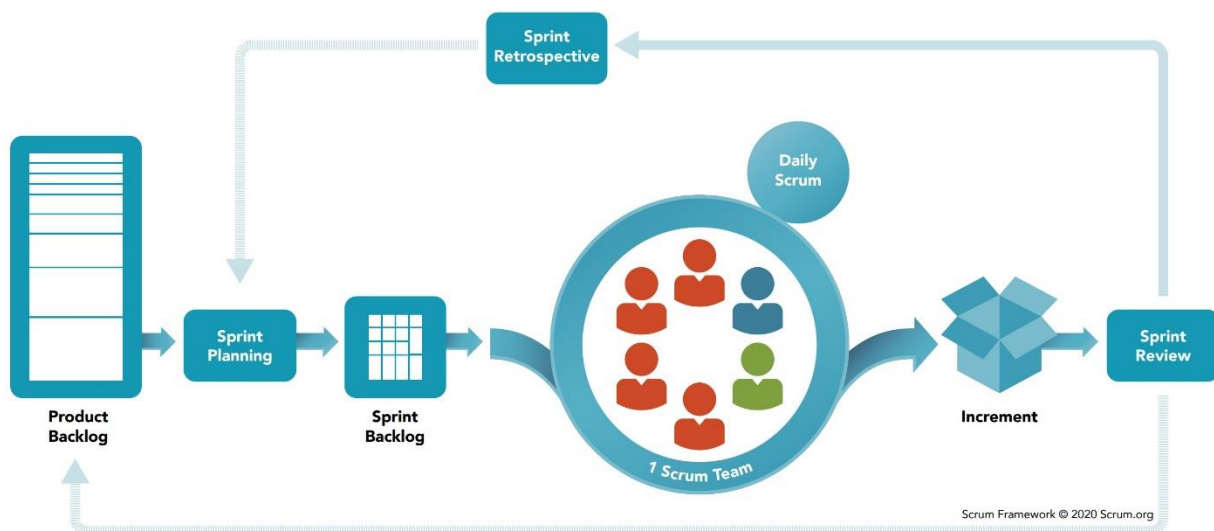 Sprint
Retrospective
Daily
Scrum
Sprint
Planning
Sprint
Review
Product
Backlog
Sprint
Backlog
Increment
1 Scrum Team
Scrum Framework © 2020 Scrum.org